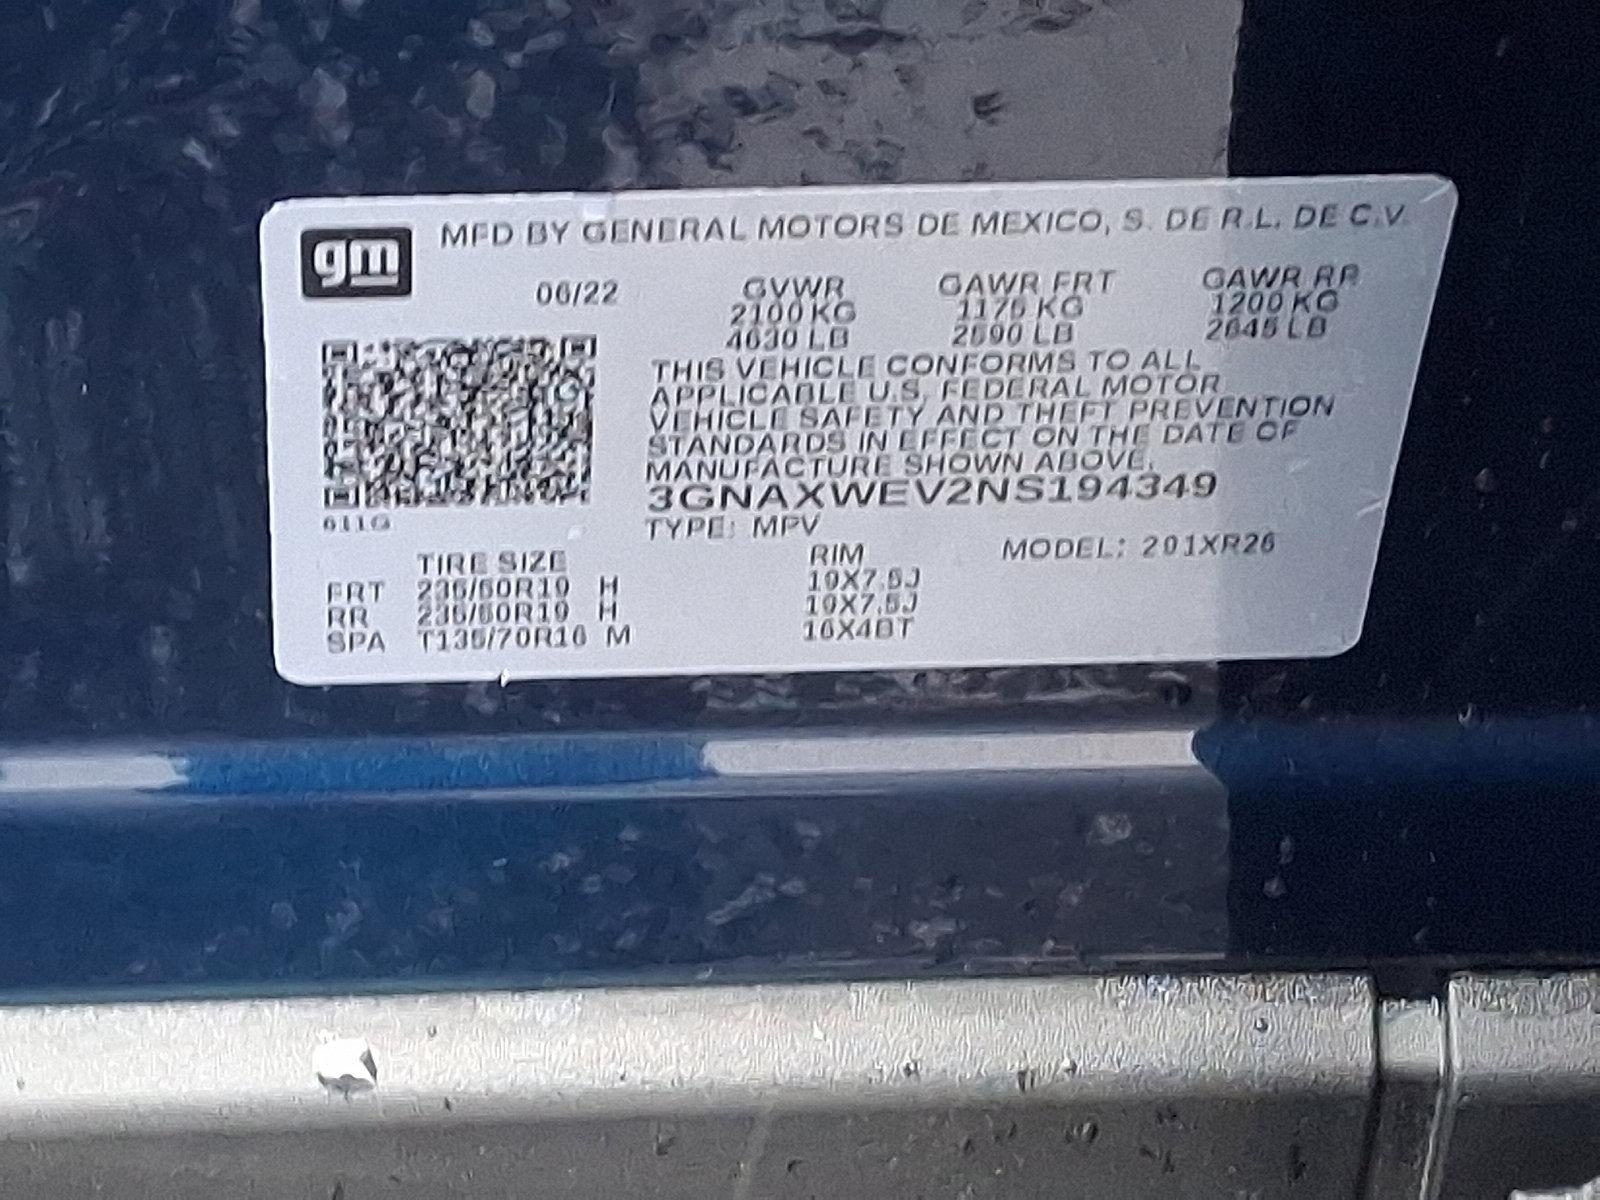 gm
MFD BY GENERAL MOTORS DE MEXICO, S. DE R.L. DE C.V.
06/22
GVWR GAWR FRT GAWR RR
2100 KG 1175 KG 1200 KG
4630 LB 2590 LB 2645 LB
THIS VEHICLE CONFORMS TO ALL
APPLICABLE U.S. FEDERAL MOTOR
VEHICLE SAFETY AND THEFT PREVENTION
STANDARDS IN EFFECT ON THE DATE OF
MANUFACTURE SHOWN ABOVE.
3GNAXWEV2NS194349
TYPE: MPV
MODEL: 201XR26
TIRE SIZE RIM
FRT 235/50R19 H 19X7.5J
RR 235/50R19 H 19X7.5J
SPA T135/70R16 M 16X4BT